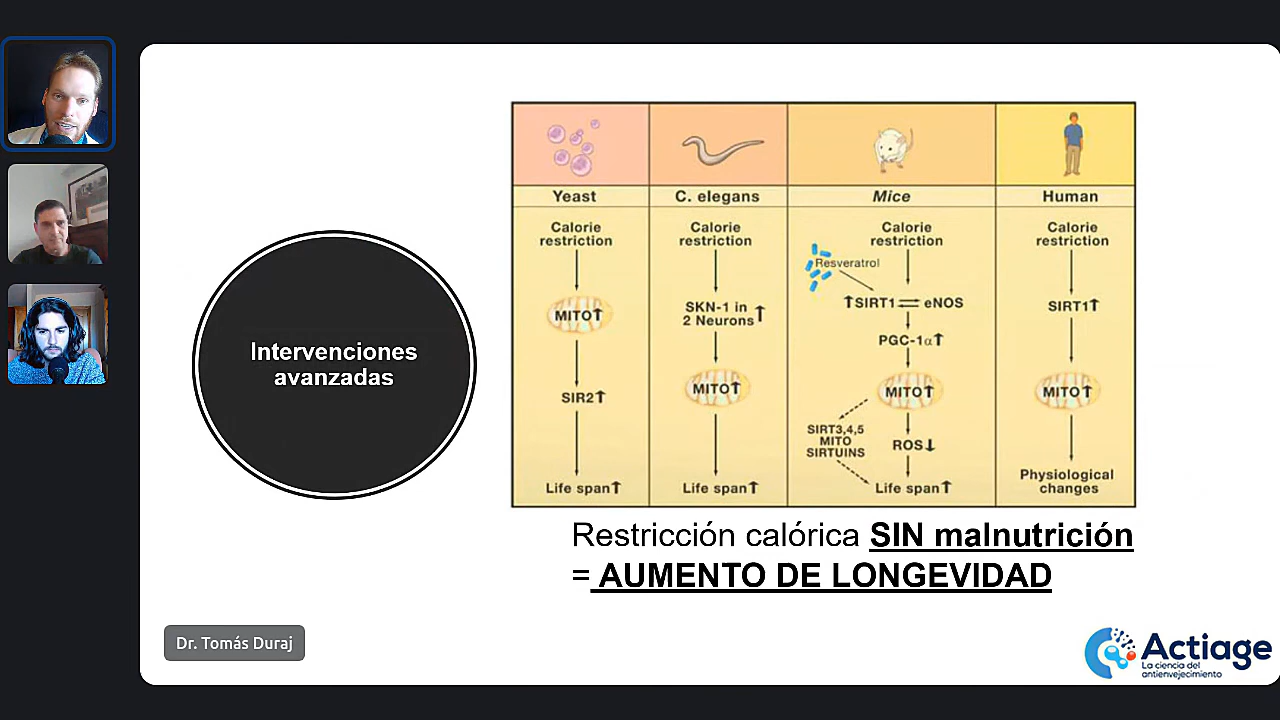 Intervenciones
avanzadas
Yeast
Calorie
restriction
MITO↑
SIR2↑
Life span↑
C. elegans
Calorie
restriction
SKN-1 in
2 Neurons↑
MITO↑
Life span↑
Mice
Calorie
restriction
Resveratrol
↑SIRT1 ⇌ eNOS
PGC-1α↑
MITO↑
SIRT3,4,5
MITO
SIRTUINS
ROS↓
Life span↑
Human
Calorie
restriction
SIRT1↑
MITO↑
Physiological
changes
Restricción calórica SIN malnutrición
= AUMENTO DE LONGEVIDAD
Dr. Tomás Duraj
Actiage
La ciencia del
antienvejecimiento